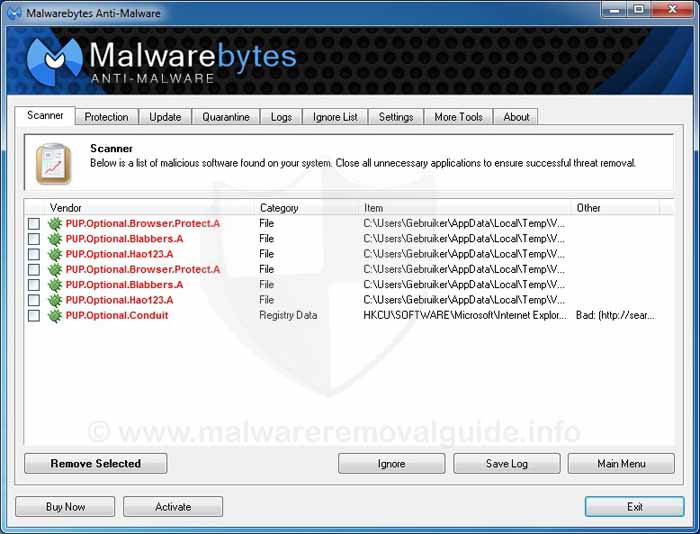 Malwarebytes Anti-Malware
Malwarebytes
ANTI-MALWARE
Scanner Protection Update Quarantine Logs Ignore List Settings More Tools About
Scanner
Below is a list of malicious software found on your system. Close all unnecessary applications to ensure successful threat removal.
Vendor Category Item Other
PUP.Optional.Browser.Protect.A File C:\Users\Gebruiker\AppData\Local\Temp\V...
PUP.Optional.Blabbers.A File C:\Users\Gebruiker\AppData\Local\Temp\V...
PUP.Optional.Hao123.A File C:\Users\Gebruiker\AppData\Local\Temp\V...
PUP.Optional.Browser.Protect.A File C:\Users\Gebruiker\AppData\Local\Temp\V...
PUP.Optional.Blabbers.A File C:\Users\Gebruiker\AppData\Local\Temp\V...
PUP.Optional.Hao123.A File C:\Users\Gebruiker\AppData\Local\Temp\V...
PUP.Optional.Conduit Registry Data HKCU\SOFTWARE\Microsoft\Internet Explor... Bad: (http://sear...
© www.malwareremovalguide.info
Remove Selected Ignore Save Log Main Menu
Buy Now Activate Exit